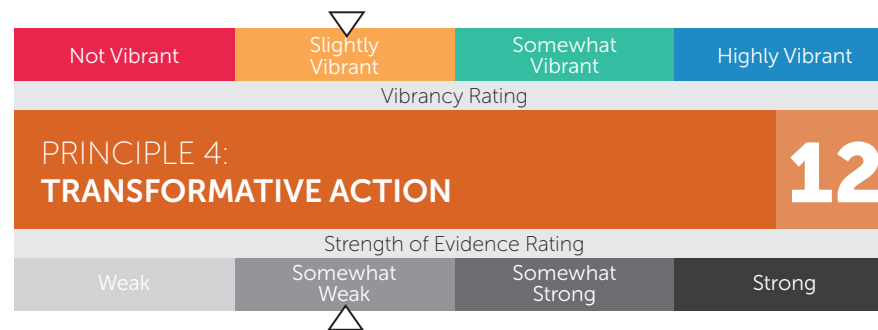 Not Vibrant
Slightly
Vibrant
Somewhat
Vibrant
Highly Vibrant
Vibrancy Rating
PRINCIPLE 4:
TRANSFORMATIVE ACTION
12
Strength of Evidence Rating
Weak
Somewhat
Weak
Somewhat
Strong
Strong